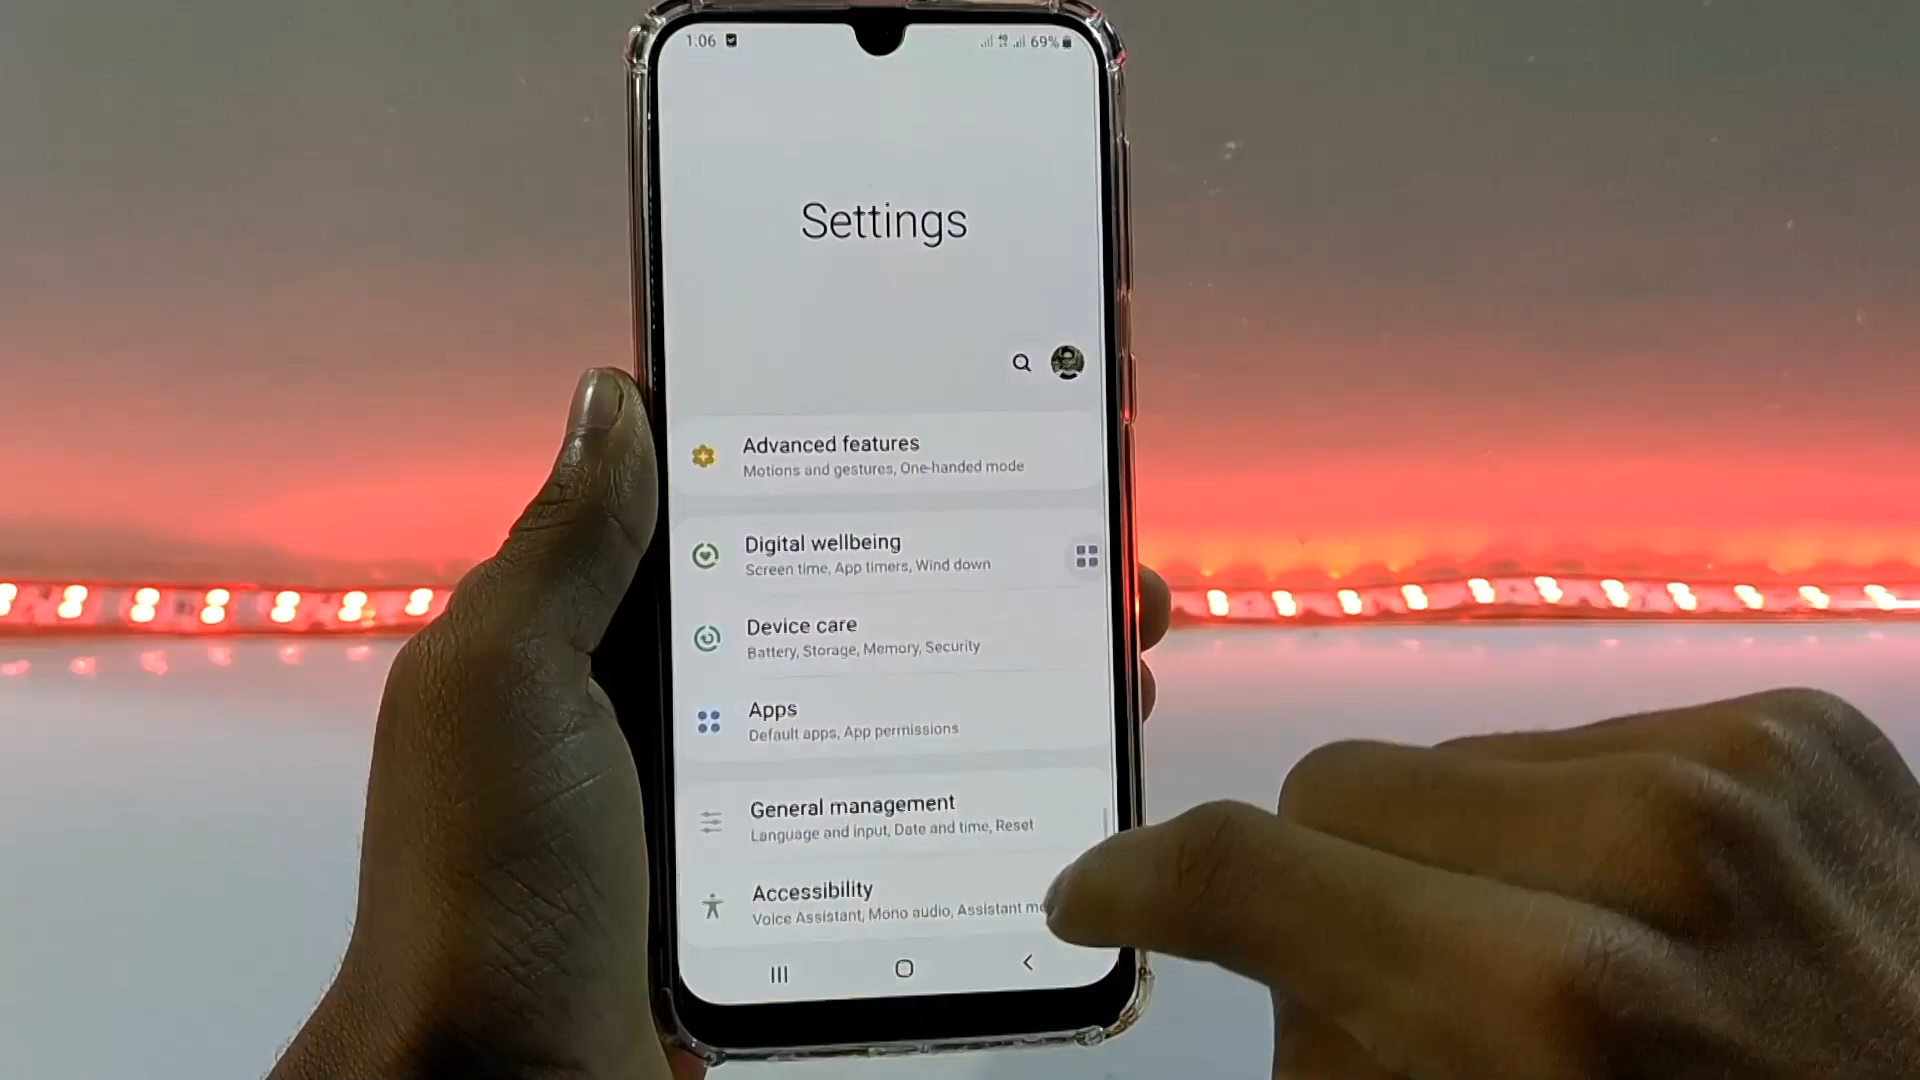 1:06
4G
69%
Settings
Advanced features
Motions and gestures, One-handed mode
Digital wellbeing
Screen time, App timers, Wind down
Device care
Battery, Storage, Memory, Security
Apps
Default apps, App permissions
General management
Language and input, Date and time, Reset
Accessibility
Voice Assistant, Mono audio, Assistant me